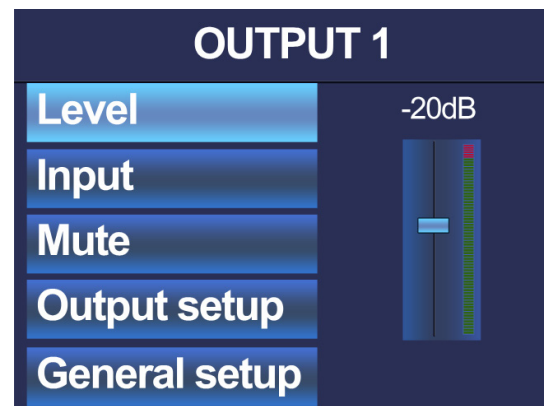 OUTPUT 1
Level
-20dB
Input
Mute
Output setup
General setup